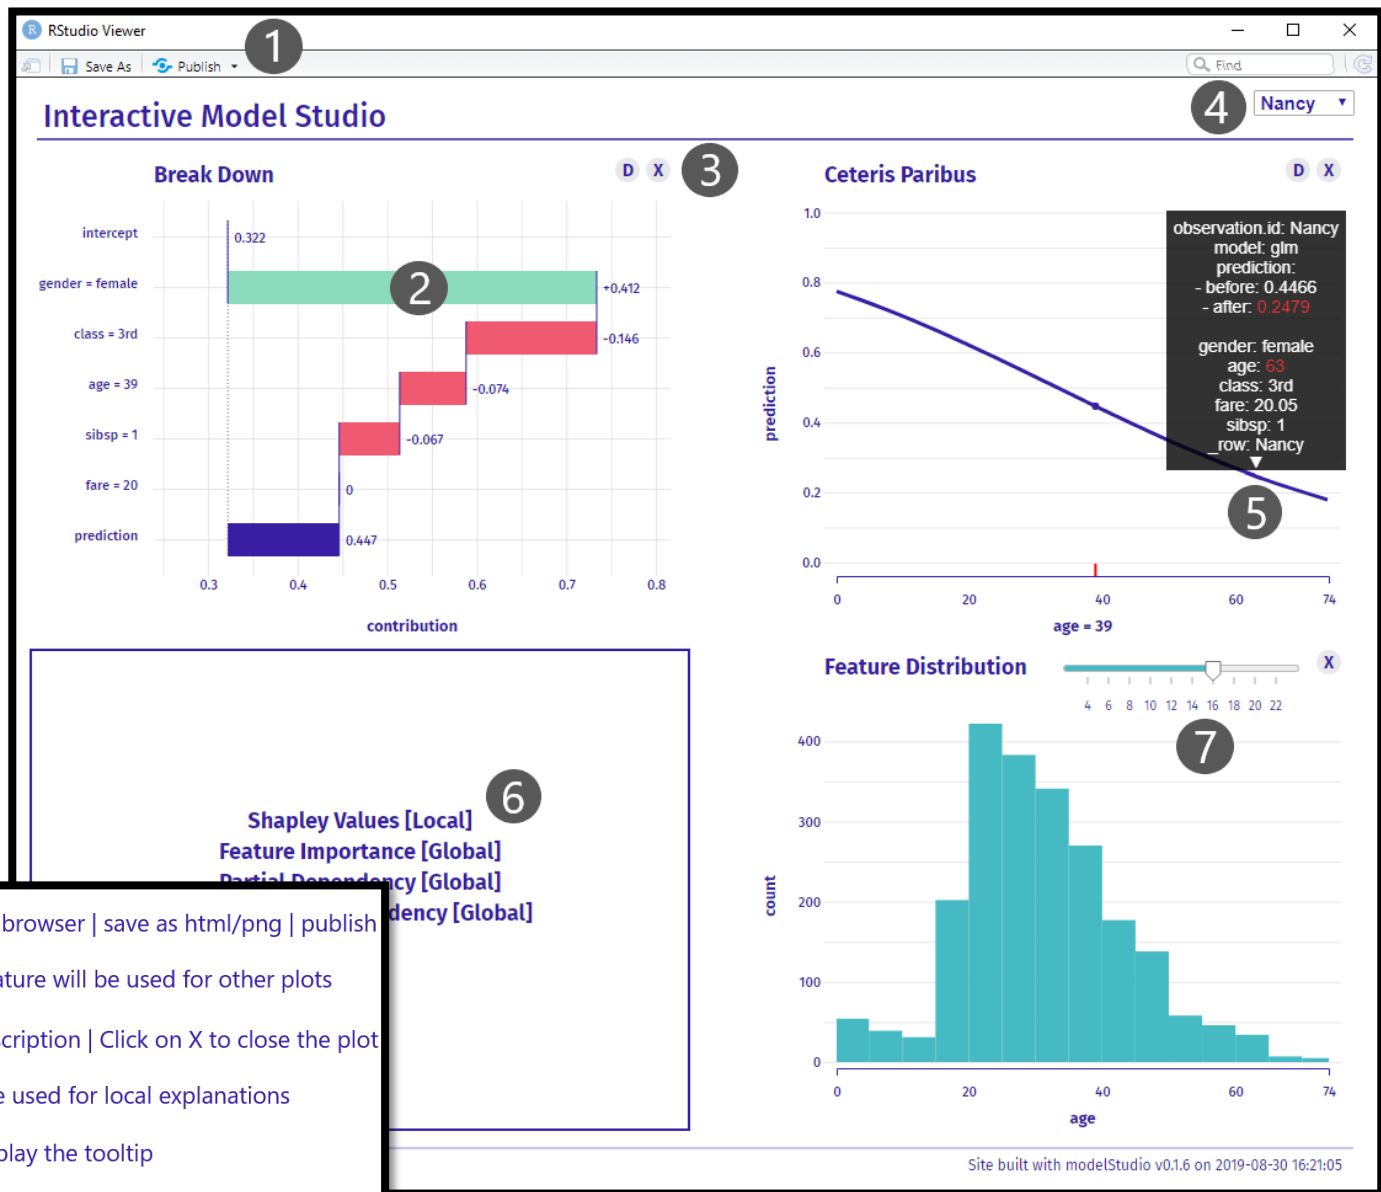 RStudio Viewer
1
Save As
Publish
Find
Interactive Model Studio
4
Nancy
Break Down
D X
3
intercept
gender = female
class = 3rd
age = 39
sibsp = 1
fare = 20
prediction
0.322
2
+0.412
-0.146
-0.074
-0.067
0
0.447
0.3 0.4 0.5 0.6 0.7 0.8
contribution
Ceteris Paribus
D X
1.0
0.8
0.6
0.4
0.2
0.0
prediction
observation.id: Nancy
model: glm
prediction:
- before: 0.4466
- after: 0.2479
gender: female
age: 63
class: 3rd
fare: 20.05
sibsp: 1
_row: Nancy
5
0 20 40 60 74
age = 39
6
Shapley Values [Local]
Feature Importance [Global]
Partial Dependency [Global]
dency [Global]
Feature Distribution
X
4 6 8 10 12 14 16 18 20 22
7
400
300
200
100
0
count
0 20 40 60 74
age
browser | save as html/png | publish
ature will be used for other plots
cription | Click on X to close the plot
e used for local explanations
play the tooltip
Site built with modelStudio v0.1.6 on 2019-08-30 16:21:05